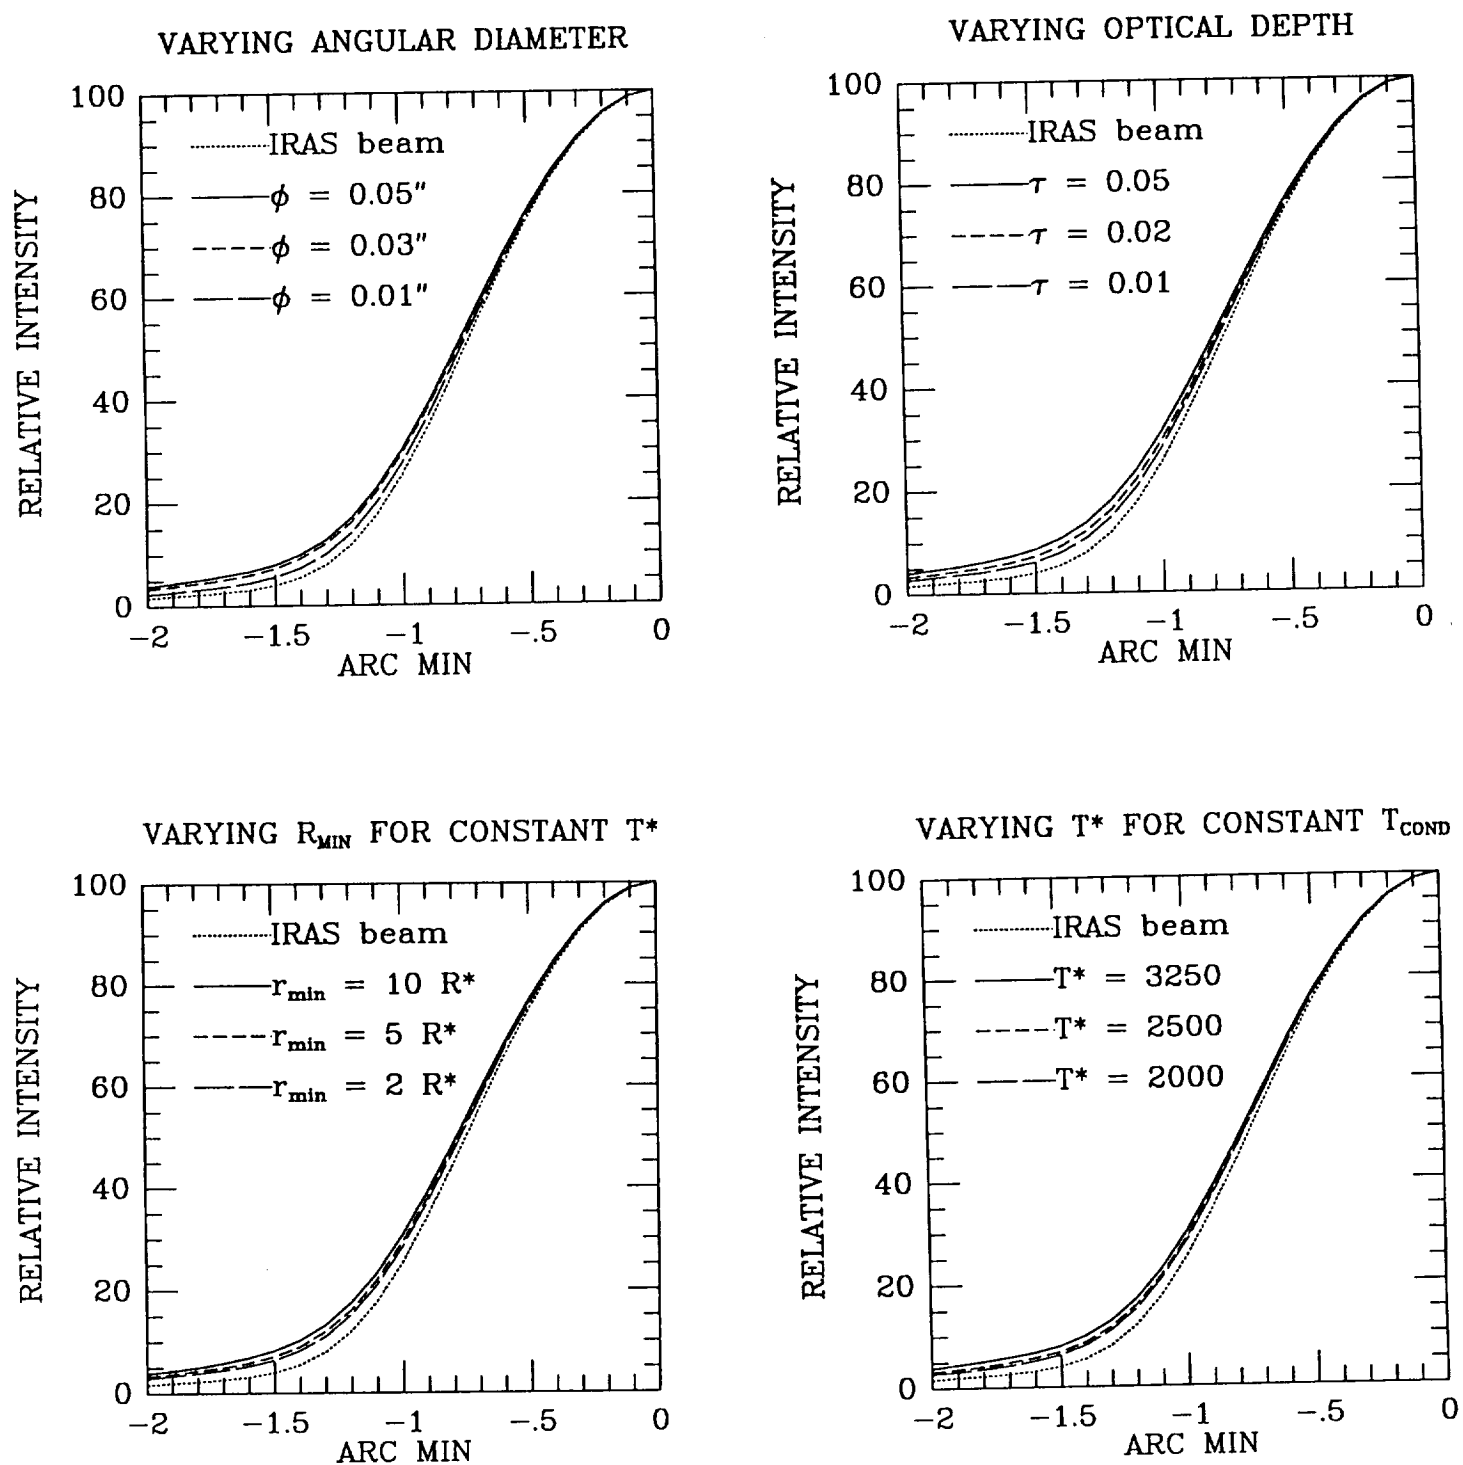 VARYING ANGULAR DIAMETER
100
80
60
40
20
0
RELATIVE INTENSITY
IRAS beam
ϕ = 0.05"
ϕ = 0.03"
ϕ = 0.01"
-2 -1.5 -1 -.5 0
ARC MIN
VARYING OPTICAL DEPTH
100
80
60
40
20
0
RELATIVE INTENSITY
IRAS beam
τ = 0.05
τ = 0.02
τ = 0.01
-2 -1.5 -1 -.5 0
ARC MIN
VARYING RMIN FOR CONSTANT T*
100
80
60
40
20
0
RELATIVE INTENSITY
IRAS beam
rmin = 10 R*
rmin = 5 R*
rmin = 2 R*
-2 -1.5 -1 -.5 0
ARC MIN
VARYING T* FOR CONSTANT TCOND
100
80
60
40
20
0
RELATIVE INTENSITY
IRAS beam
T* = 3250
T* = 2500
T* = 2000
-2 -1.5 -1 -.5 0
ARC MIN